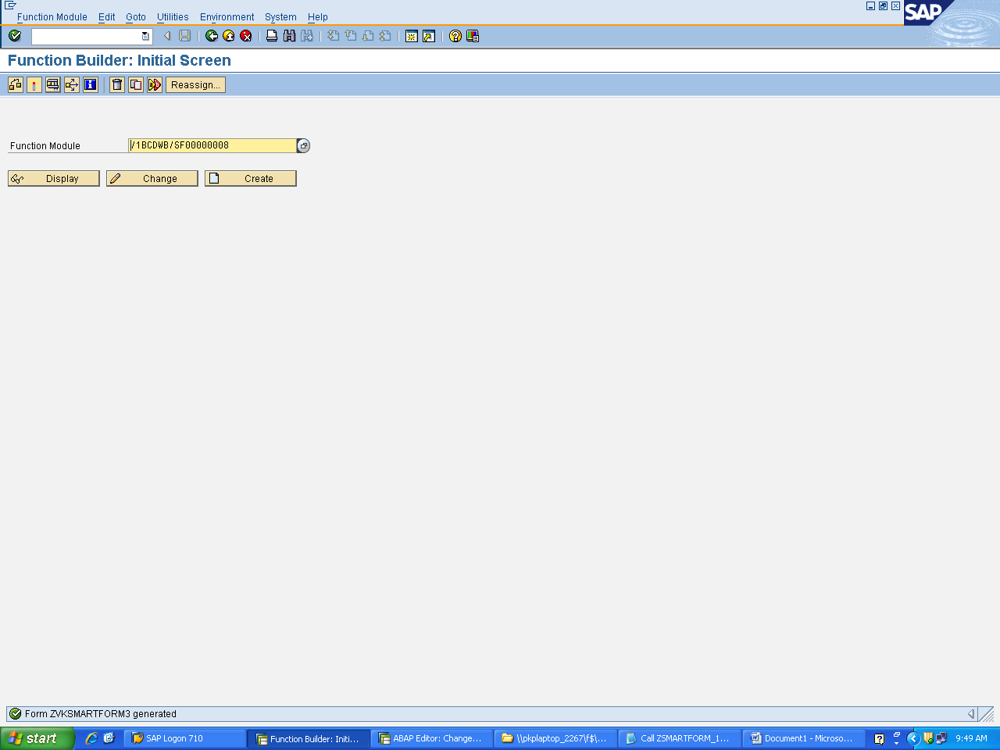 Function Module Edit Goto Utilities Environment System Help
SAP
Function Builder: Initial Screen
Reassign...
Function Module /1BCDWB/SF00000008
Display Change Create
Form ZVKSMARTFORM3 generated
start SAP Logon 710 Function Builder: Initi... ABAP Editor: Change... \\pkplaptop_2267\f$\... Call ZSMARTFORM_1... Document1 - Microso... 9:49 AM